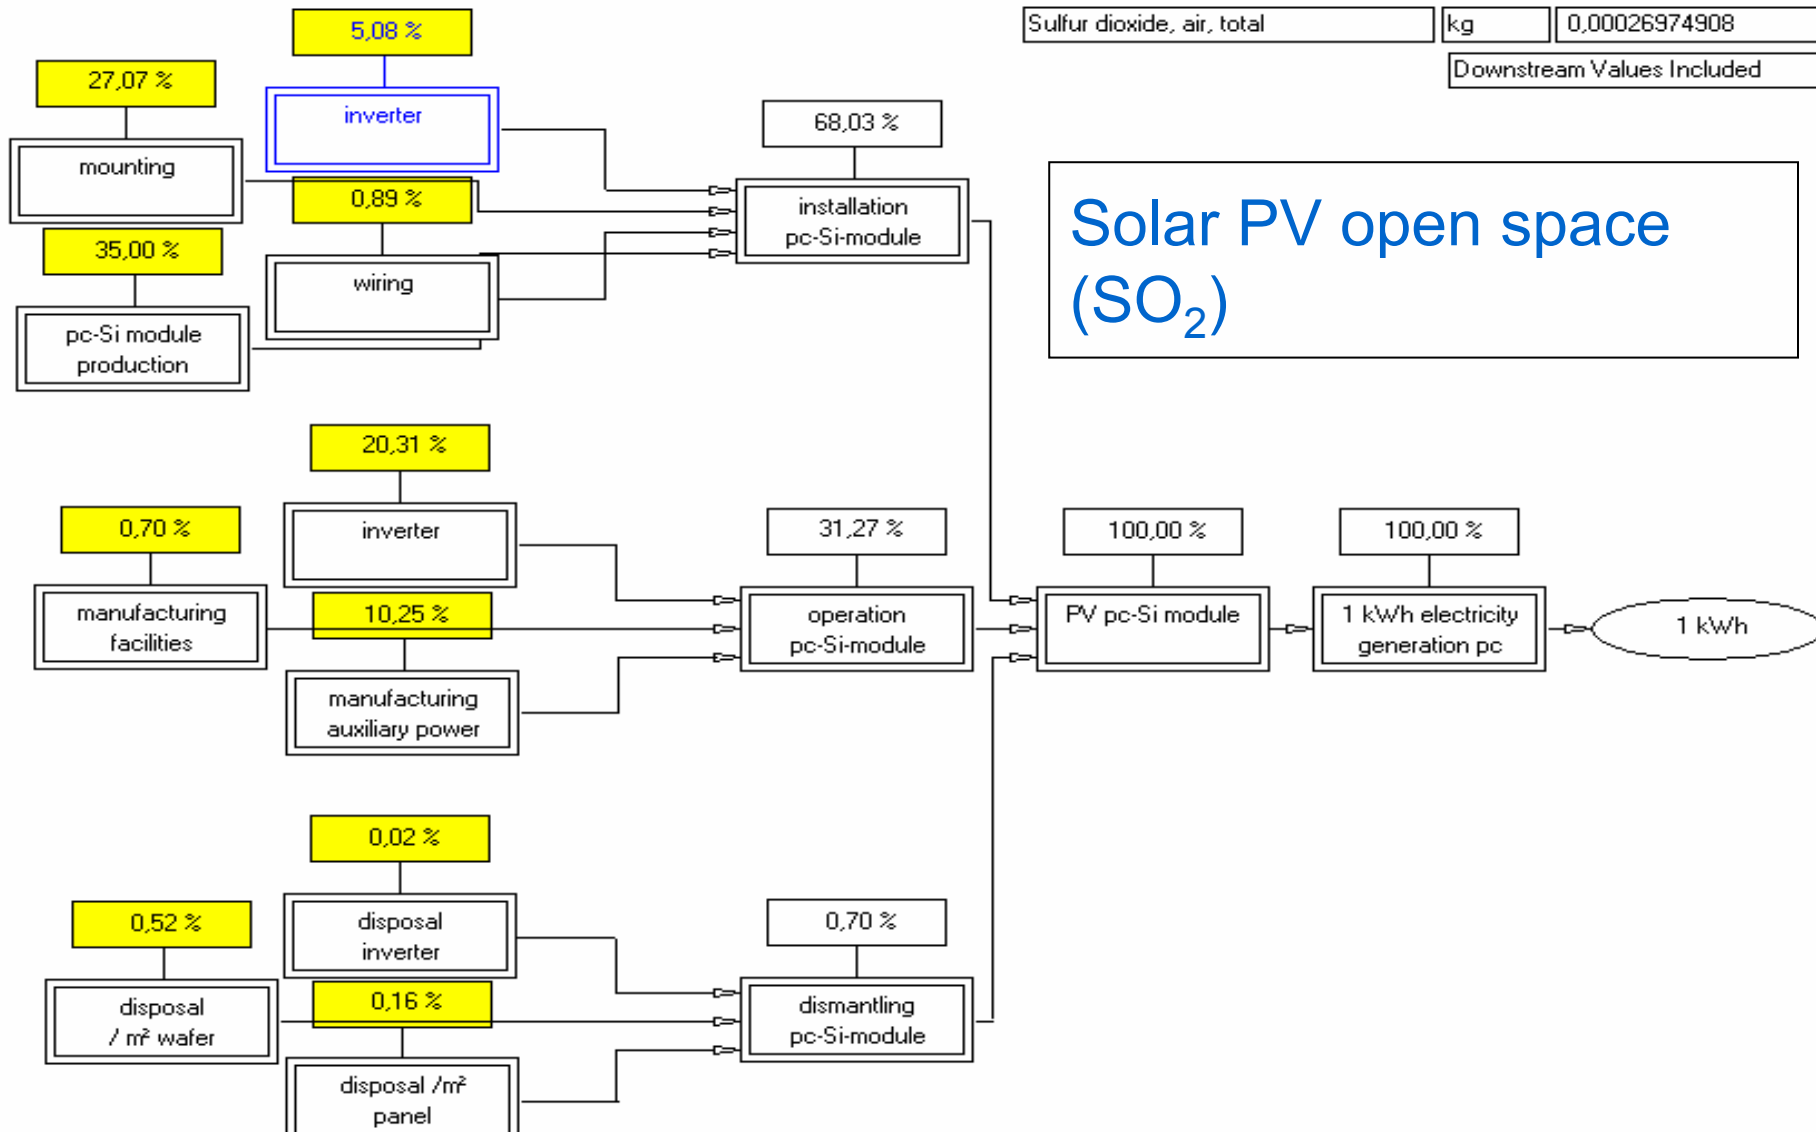 5,08 %
Sulfur dioxide, air, total kg 0,00026974908
Downstream Values Included
27,07 %
inverter
68,03 %
mounting
0,89 %
installation
pc-Si-module
Solar PV open space
(SO₂)
35,00 %
wiring
pc-Si module
production
20,31 %
0,70 %
inverter
31,27 %
100,00 %
100,00 %
manufacturing
facilities
10,25 %
operation
pc-Si-module
PV pc-Si module
1 kWh electricity
generation pc
1 kWh
manufacturing
auxiliary power
0,02 %
0,52 %
disposal
inverter
0,70 %
disposal
/ m² wafer
0,16 %
dismantling
pc-Si-module
disposal /m²
panel